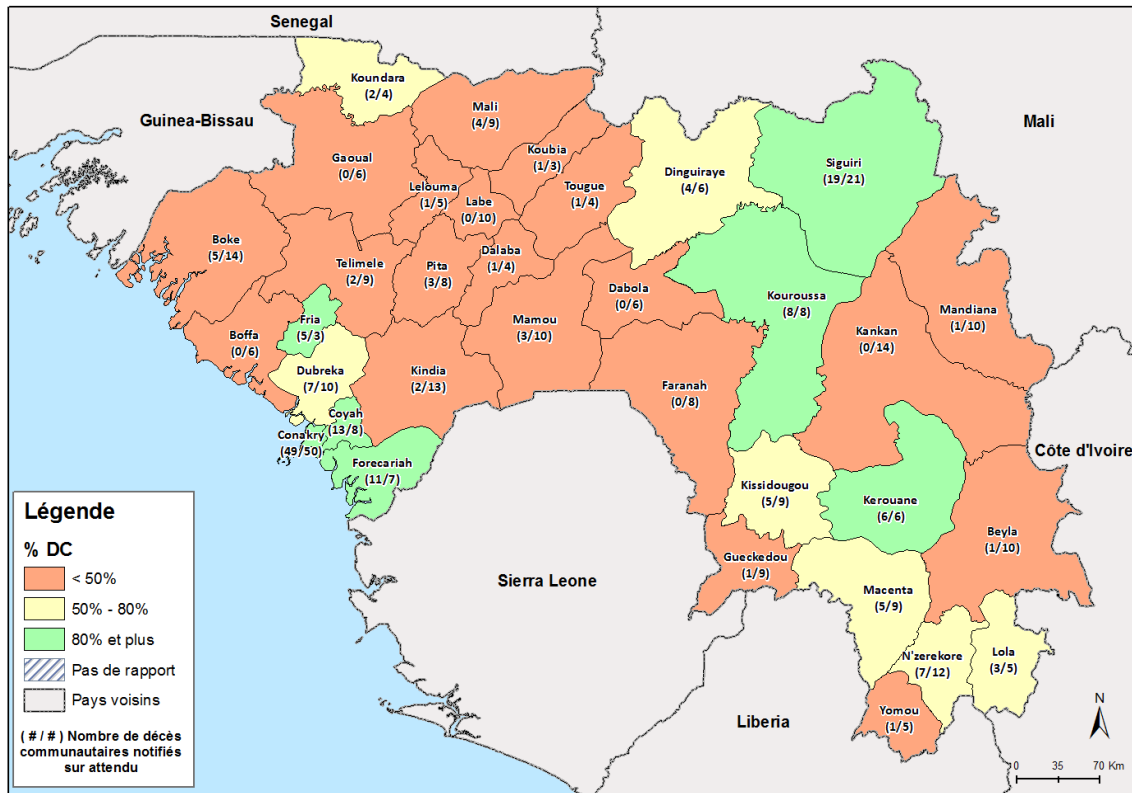 Senegal
Koundara
(2/4)
Guinea-Bissau
Mali
(4/9)
Mali
Koubia
(1/3)
Gaoual
(0/6)
Lelouma
(1/5)
Labe
(0/10)
Tougue
(1/4)
Dinguiraye
(4/6)
Siguiri
(19/21)
Boke
(5/14)
Telimele
(2/9)
Pita
(3/8)
Dalaba
(1/4)
Dabola
(0/6)
Kouroussa
(8/8)
Mandiana
(1/10)
Fria
(5/3)
Boffa
(0/6)
Mamou
(3/10)
Kankan
(0/14)
Dubreka
(7/10)
Kindia
(2/13)
Faranah
(0/8)
Coyah
(13/8)
Conakry
(49/50)
Forecariah
(11/7)
Côte d'Ivoire
Kissidougou
(5/9)
Kerouane
(6/6)
Beyla
(1/10)
Gueckedou
(1/9)
Sierra Leone
Macenta
(5/9)
N'zerekore
(7/12)
Lola
(3/5)
Yomou
(1/5)
Liberia
Légende
% DC
< 50%
50% - 80%
80% et plus
Pas de rapport
Pays voisins
( # / # ) Nombre de décès
communautaires notifiés
sur attendu
N
0 35 70 Km